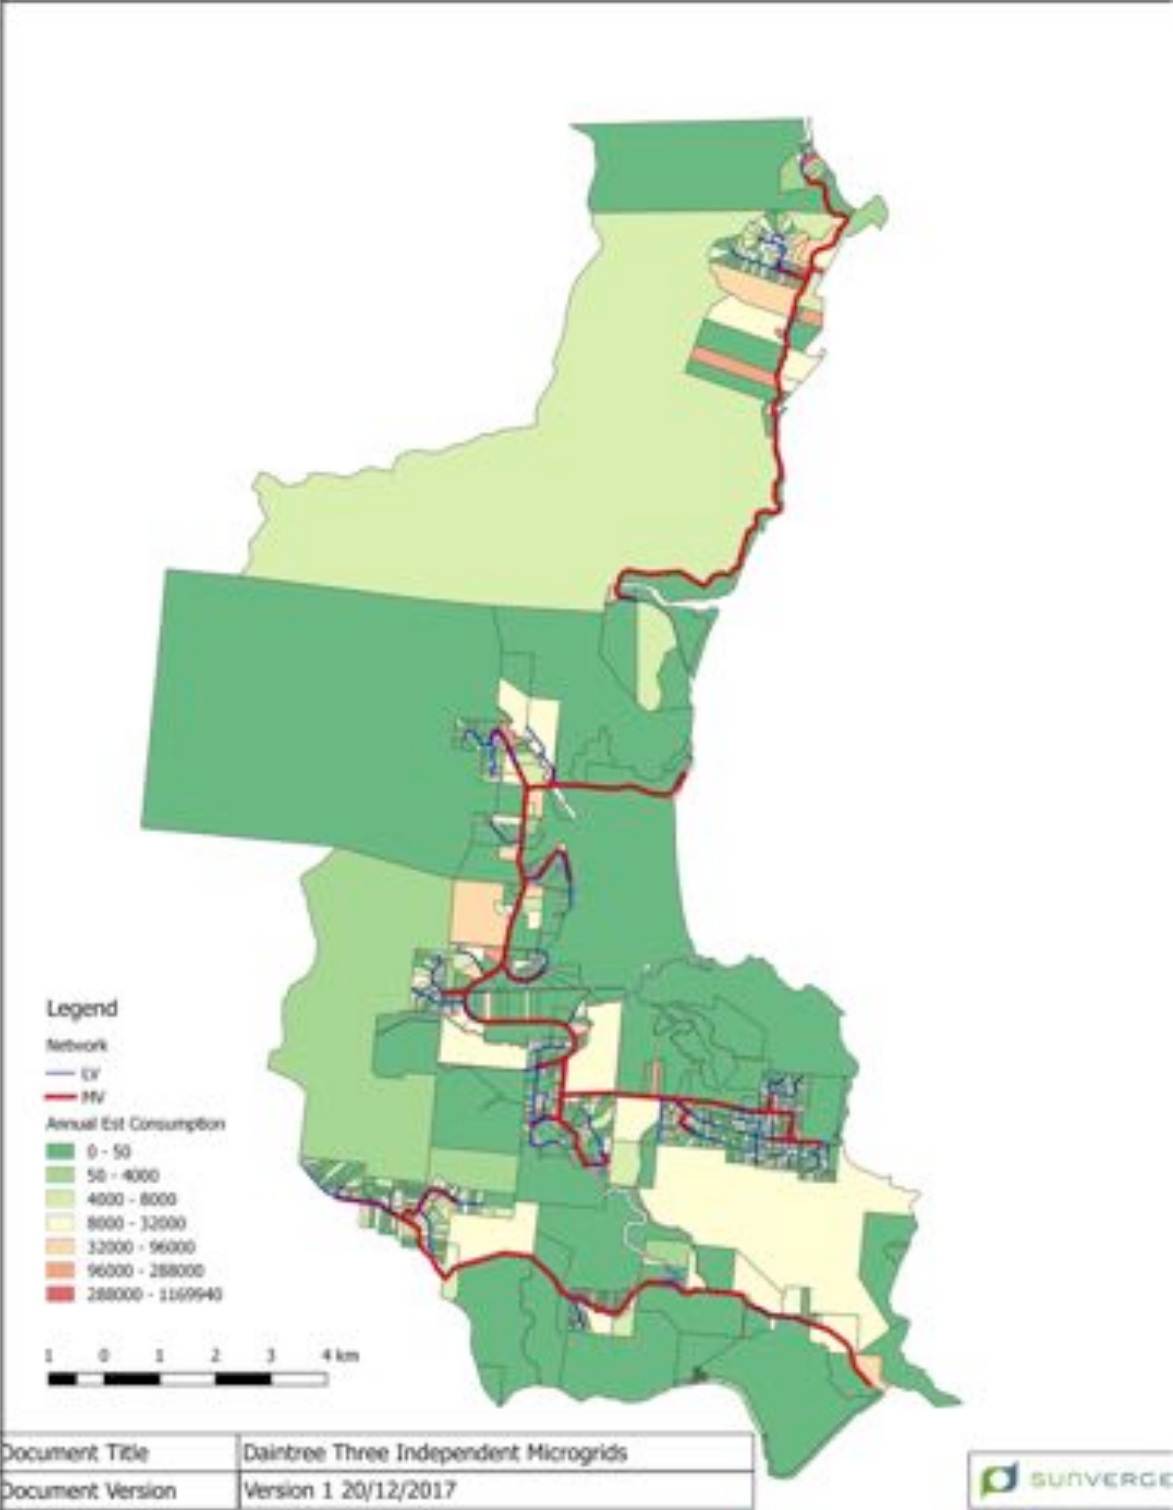 Legend
Network
LV
MV
Annual Est Consumption
0 - 50
50 - 4000
4000 - 8000
8000 - 32000
32000 - 96000
96000 - 288000
288000 - 1169940
1 0 1 2 3 4 km
Document Title Daintree Three Independent Microgrids
Document Version Version 1 20/12/2017
SUNVERGE